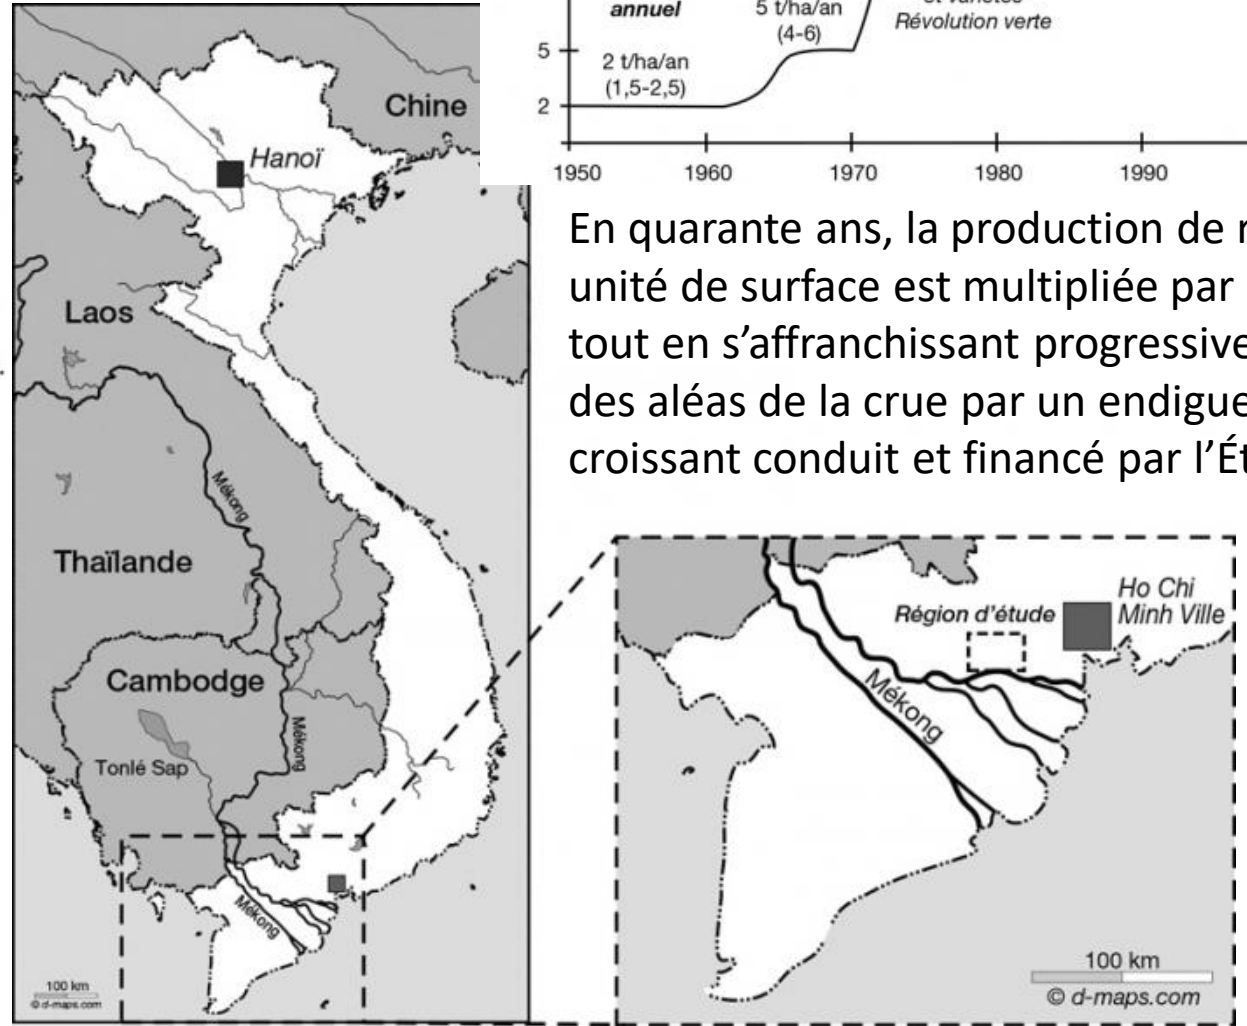 annuel
5 t/ha/an
(4-6)
Révolution verte
5
2 t/ha/an
(1,5-2,5)
2
1950 1960 1970 1980 1990
Chine
Hanoï
Laos
Mékong
Thaïlande
Cambodge
Mékong
Tonlé Sap
Mékong
100 km
© d-maps.com
En quarante ans, la production de
unité de surface est multipliée par
tout en s’affranchissant
des aléas de la crue par un
croissant conduit et financé par
Région d’étude
Ho Chi
Minh Ville
Mékong
100 km
© d-maps.com